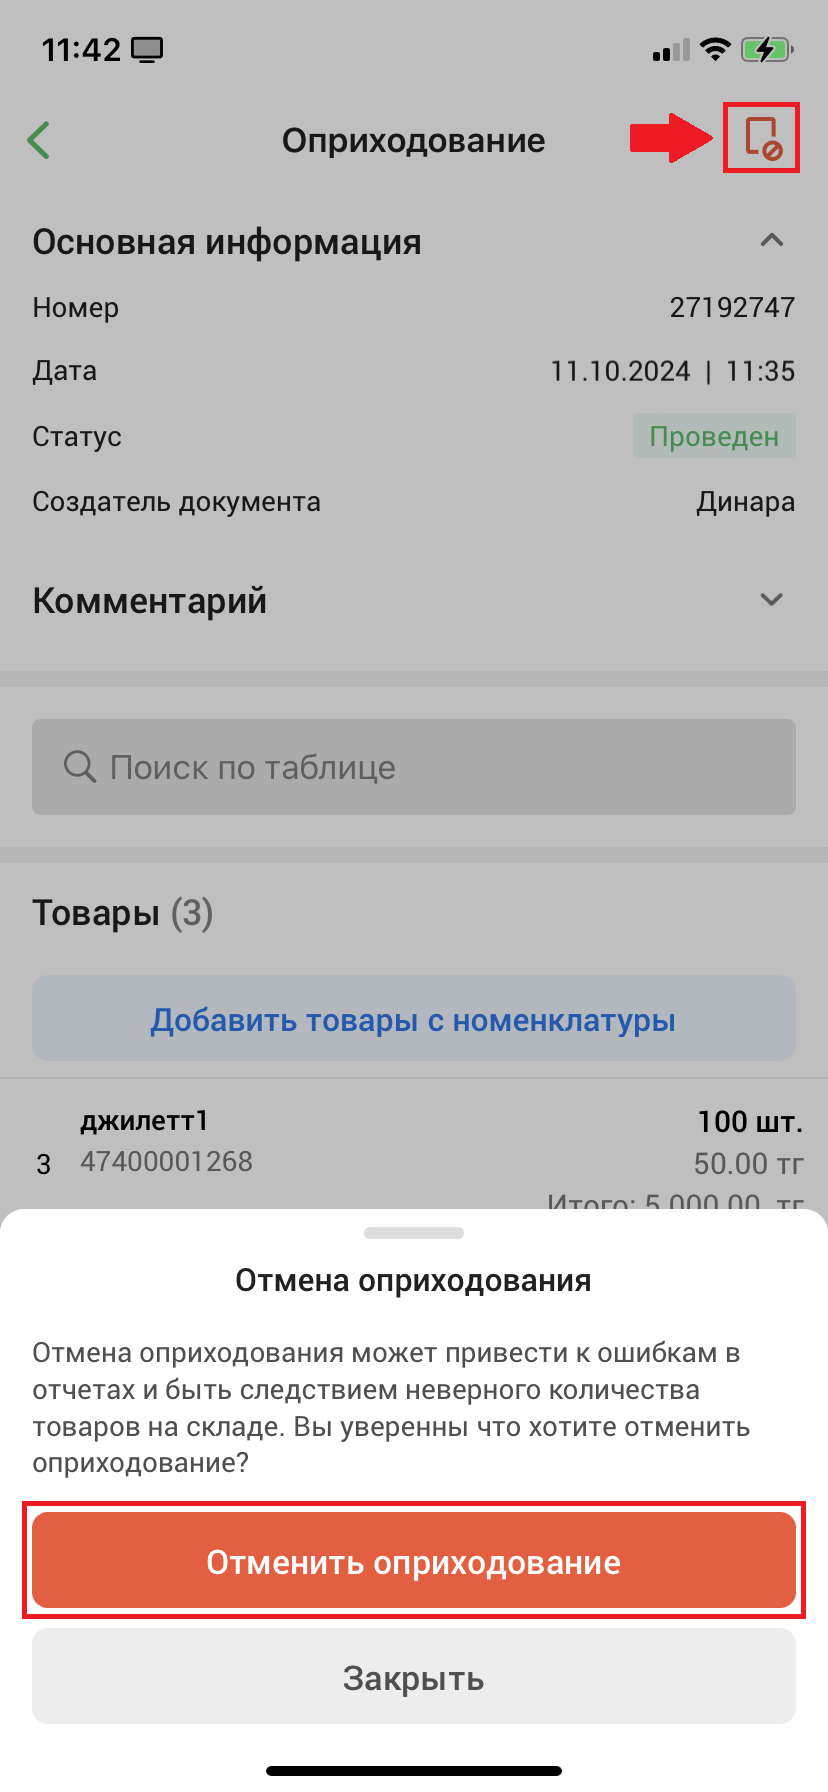 11:42
Оприходование
Основная информация
Номер 27192747
Дата 11.10.2024 | 11:35
Статус Проведен
Создатель документа Динара
Комментарий
Поиск по таблице
Товары (3)
Добавить товары с номенклатуры
джилетт1 100 шт.
3 47400001268 50.00 тг
Итого: 5 000.00 тг
Отмена оприходования
Отмена оприходования может привести к ошибкам в
отчетах и быть следствием неверного количества
товаров на складе. Вы уверенны что хотите отменить
оприходование?
Отменить оприходование
Закрыть